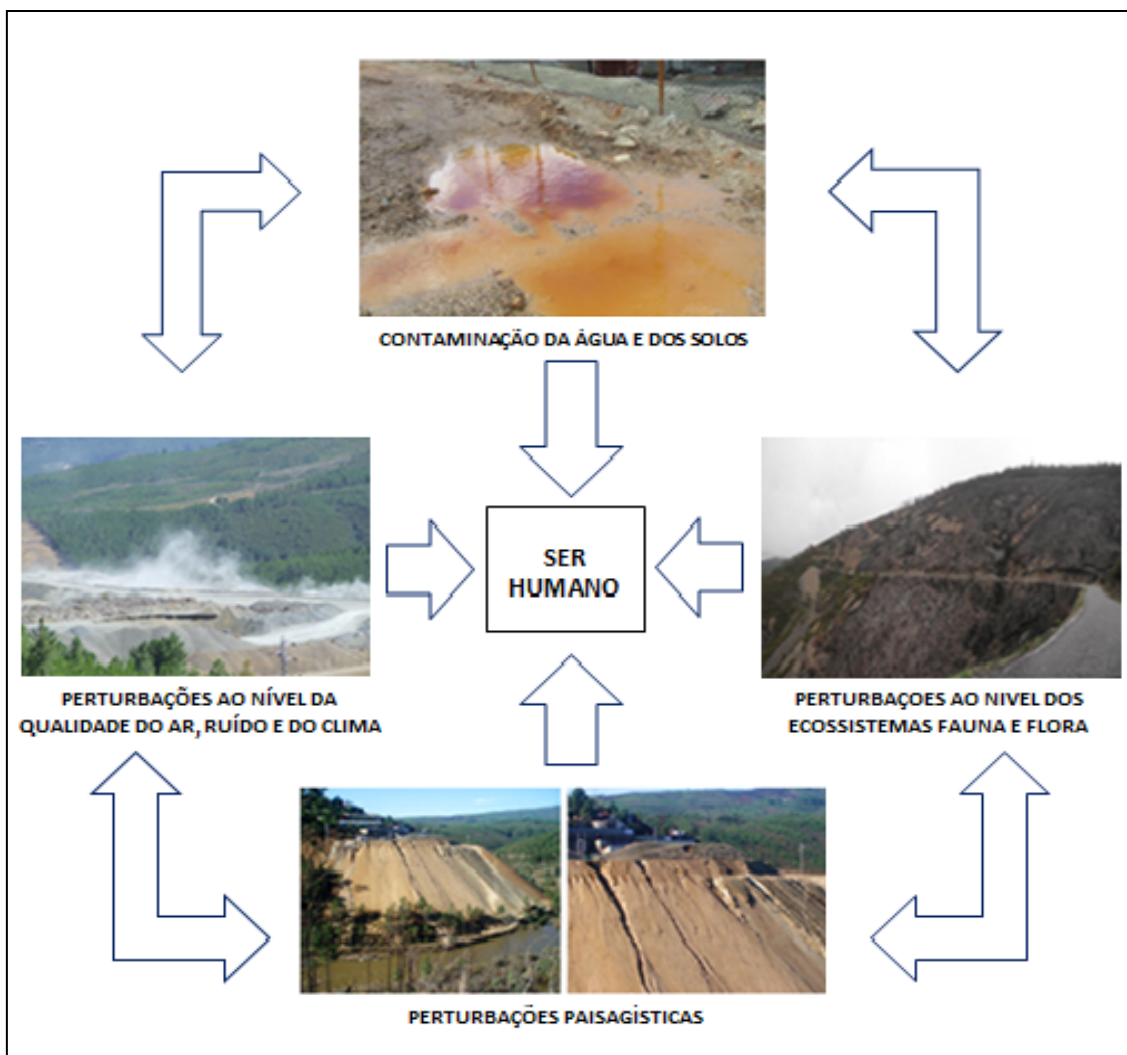 CONTAMINAÇÃO DA ÁGUA E DOS SOLOS
SER
HUMANO
PERTURBAÇÕES AO NÍVEL DA
QUALIDADE DO AR, RUÍDO E DO CLIMA
PERTURBAÇOES AO NIVEL DOS
ECOSSISTEMAS FAUNA E FLORA
PERTURBAÇÕES PAISAGÍSTICAS